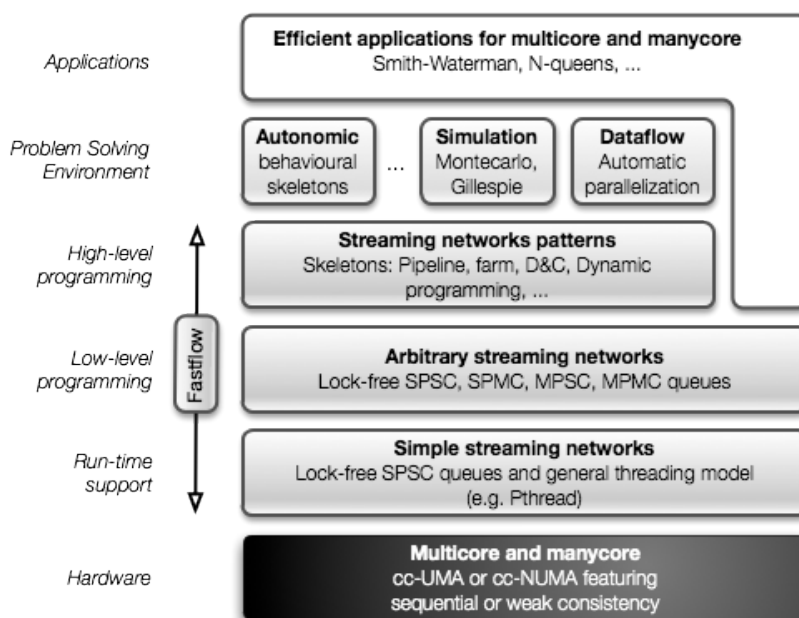 Applications
Efficient applications for multicore and manycore
Smith-Waterman, N-queens, ...
Problem Solving
Environment
Autonomic
behavioural
skeletons
...
Simulation
Montecarlo,
Gillespie
Dataflow
Automatic
parallelization
High-level
programming
Streaming networks patterns
Skeletons: Pipeline, farm, D&C, Dynamic
programming, ...
Fastflow
Low-level
programming
Arbitrary streaming networks
Lock-free SPSC, SPMC, MPSC, MPMC queues
Run-time
support
Simple streaming networks
Lock-free SPSC queues and general threading model
(e.g. Pthread)
Hardware
Multicore and manycore
cc-UMA or cc-NUMA featuring
sequential or weak consistency